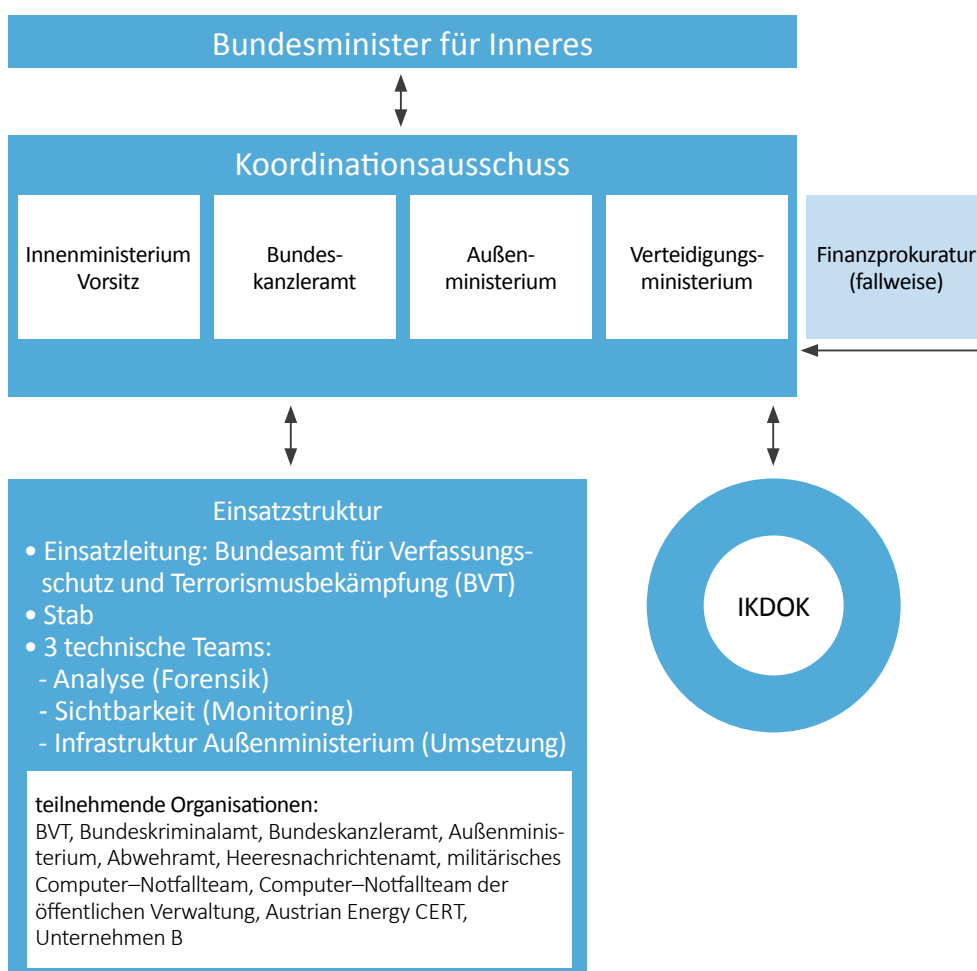 Bundesminister für Inneres
Koordinationsausschuss
Innenministerium
Vorsitz
Bundes-
kanzleramt
Außen-
ministerium
Verteidigungs-
ministerium
Finanzprokuratur
(fallweise)
Einsatzstruktur
• Einsatzleitung: Bundesamt für Verfassungs-
schutz und Terrorismusbekämpfung (BVT)
• Stab
• 3 technische Teams:
- Analyse (Forensik)
- Sichtbarkeit (Monitoring)
- Infrastruktur Außenministerium (Umsetzung)
teilnehmende Organisationen:
BVT, Bundeskriminalamt, Bundeskanzleramt, Außenminis-
terium, Abwehramt, Heeresnachrichtenamt, militärisches
Computer–Notfallteam, Computer–Notfallteam der
öffentlichen Verwaltung, Austrian Energy CERT,
Unternehmen B
IKDOK